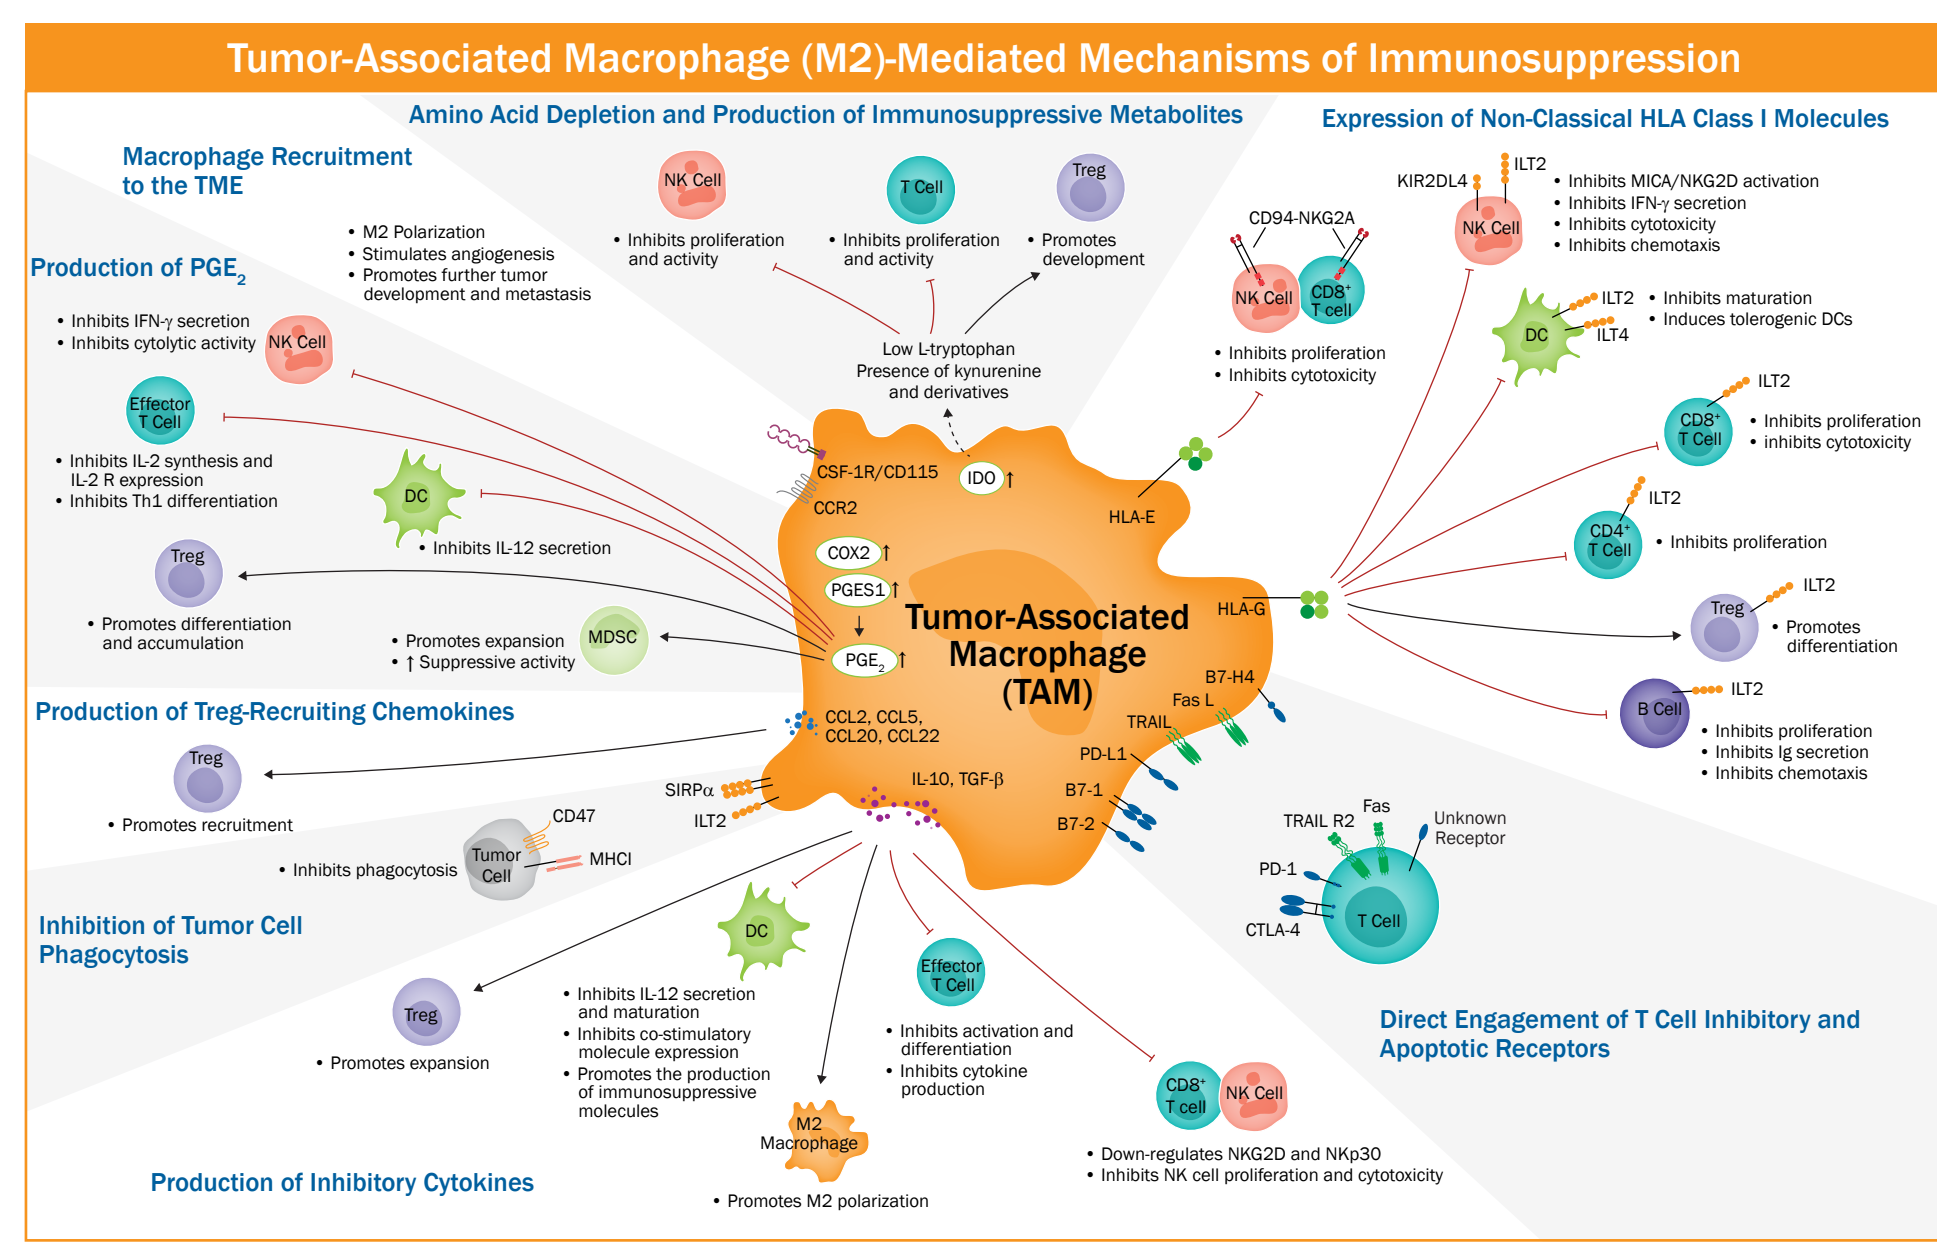 Tumor-Associated Macrophage (M2)-Mediated Mechanisms of Immunosuppression
Macrophage Recruitment
to the TME
• M2 Polarization
• Stimulates angiogenesis
• Promotes further tumor
development and metastasis
CSF-1R/CD115
CCR2
Amino Acid Depletion and Production of Immunosuppressive Metabolites
NK Cell
• Inhibits proliferation
and activity
T Cell
• Inhibits proliferation
and activity
Treg
• Promotes
development
Low L-tryptophan
Presence of kynurenine
and derivatives
IDO ↑
Expression of Non-Classical HLA Class I Molecules
CD94-NKG2A
NK Cell
CD8+
T cell
• Inhibits proliferation
• Inhibits cytotoxicity
HLA-E
KIR2DL4
ILT2
NK Cell
• Inhibits MICA/NKG2D activation
• Inhibits IFN-γ secretion
• Inhibits cytotoxicity
• Inhibits chemotaxis
DC
ILT2
ILT4
• Inhibits maturation
• Induces tolerogenic DCs
ILT2
CD8+
T Cell
• Inhibits proliferation
• inhibits cytotoxicity
ILT2
CD4+
T Cell
• Inhibits proliferation
ILT2
Treg
• Promotes
differentiation
ILT2
B Cell
• Inhibits proliferation
• Inhibits Ig secretion
• Inhibits chemotaxis
HLA-G
Production of PGE2
• Inhibits IFN-γ secretion
• Inhibits cytolytic activity
NK Cell
Effector
T Cell
• Inhibits IL-2 synthesis and
IL-2 R expression
• Inhibits Th1 differentiation
DC
• Inhibits IL-12 secretion
Treg
• Promotes differentiation
and accumulation
MDSC
• Promotes expansion
• ↑ Suppressive activity
COX2 ↑
PGES1 ↑
PGE2 ↑
Tumor-Associated
Macrophage
(TAM)
Production of Treg-Recruiting Chemokines
CCL2, CCL5,
CCL20, CCL22
Treg
• Promotes recruitment
SIRPα
ILT2
CD47
MHCI
Tumor
Cell
• Inhibits phagocytosis
Inhibition of Tumor Cell
Phagocytosis
IL-10, TGF-β
Treg
• Promotes expansion
DC
• Inhibits IL-12 secretion
and maturation
• Inhibits co-stimulatory
molecule expression
• Promotes the production
of immunosuppressive
molecules
M2
Macrophage
• Promotes M2 polarization
Effector
T Cell
• Inhibits activation and
differentiation
• Inhibits cytokine
production
CD8+
T cell
NK Cell
• Down-regulates NKG2D and NKp30
• Inhibits NK cell proliferation and cytotoxicity
Production of Inhibitory Cytokines
B7-H4
Fas L
TRAIL
PD-L1
B7-1
B7-2
Fas
TRAIL R2
Unknown
Receptor
PD-1
CTLA-4
T Cell
Direct Engagement of T Cell Inhibitory and
Apoptotic Receptors